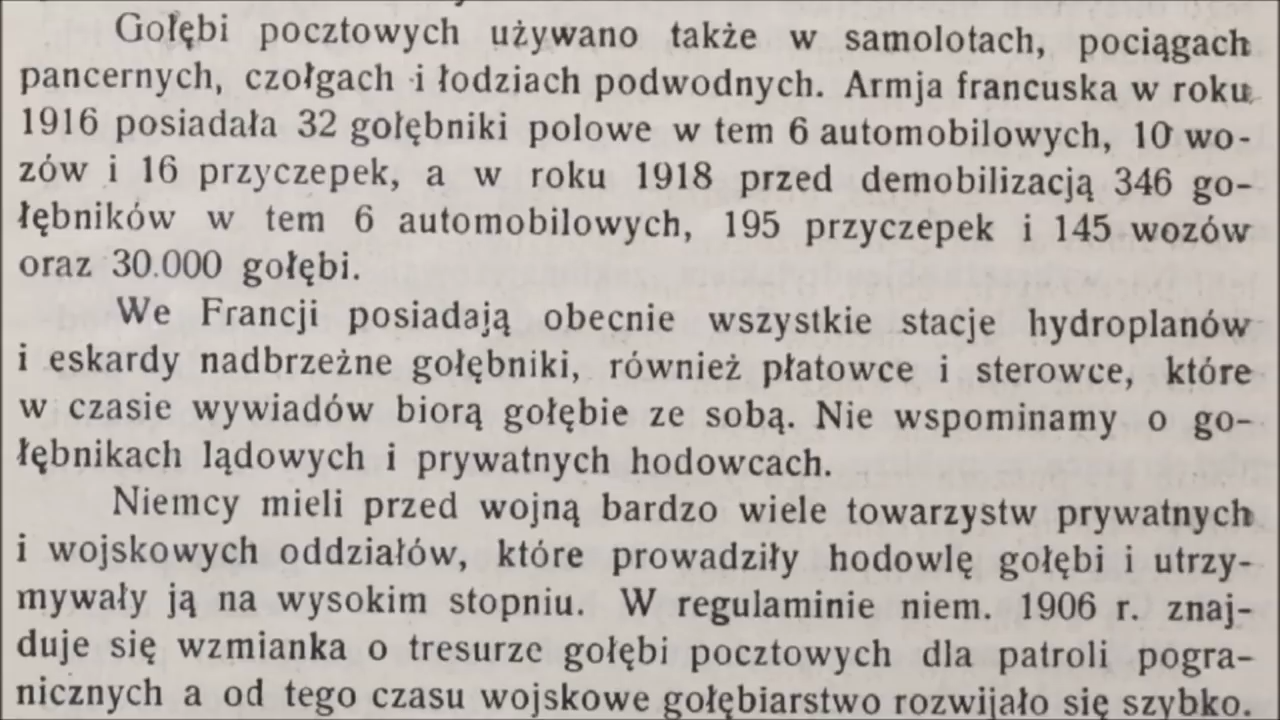 Gołębi pocztowych używano także w samolotach, pociągach
pancernych, czołgach i łodziach podwodnych. Armja francuska w roku
1916 posiadała 32 gołębniki polowe w tem 6 automobilowych, 10 wo-
zów i 16 przyczepek, a w roku 1918 przed demobilizacją 346 go-
łębników w tem 6 automobilowych, 195 przyczepek i 145 wozów
oraz 30.000 gołębi.
We Francji posiadają obecnie wszystkie stacje hydroplanów
i eskardy nadbrzeżne gołębniki, również płatowce i sterowce, które
w czasie wywiadów biorą gołębie ze sobą. Nie wspominamy o go-
łębnikach lądowych i prywatnych hodowcach.
Niemcy mieli przed wojną bardzo wiele towarzystw prywatnych
i wojskowych oddziałów, które prowadziły hodowlę gołębi i utrzy-
mywały ją na wysokim stopniu. W regulaminie niem. 1906 r. znaj-
duje się wzmianka o tresurze gołębi pocztowych dla patroli pogra-
nicznych a od tego czasu wojskowe gołębiarstwo rozwijało się szybko.